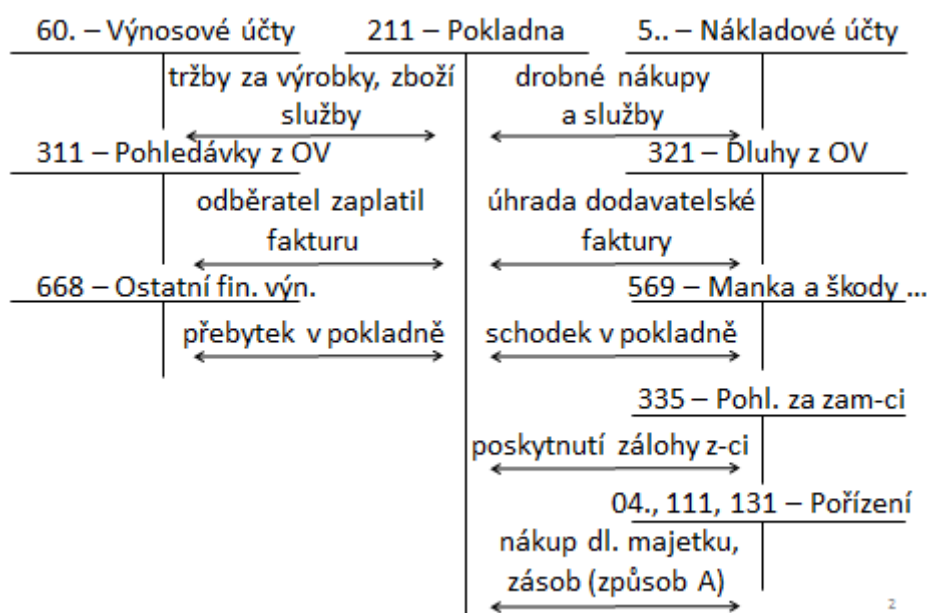 60. – Výnosové účty
211 – Pokladna
5.. – Nákladové účty
tržby za výrobky, zboží
služby
drobné nákupy
a služby
311 – Pohledávky z OV
321 – Dluhy z OV
odběratel zaplatil
fakturu
úhrada dodavatelské
faktury
668 – Ostatní fin. výn.
569 – Manka a škody ...
přebytek v pokladně
schodek v pokladně
335 – Pohl. za zam-ci
poskytnutí zálohy z-ci
04., 111, 131 – Pořízení
nákup dl. majetku,
zásob (způsob A)
2